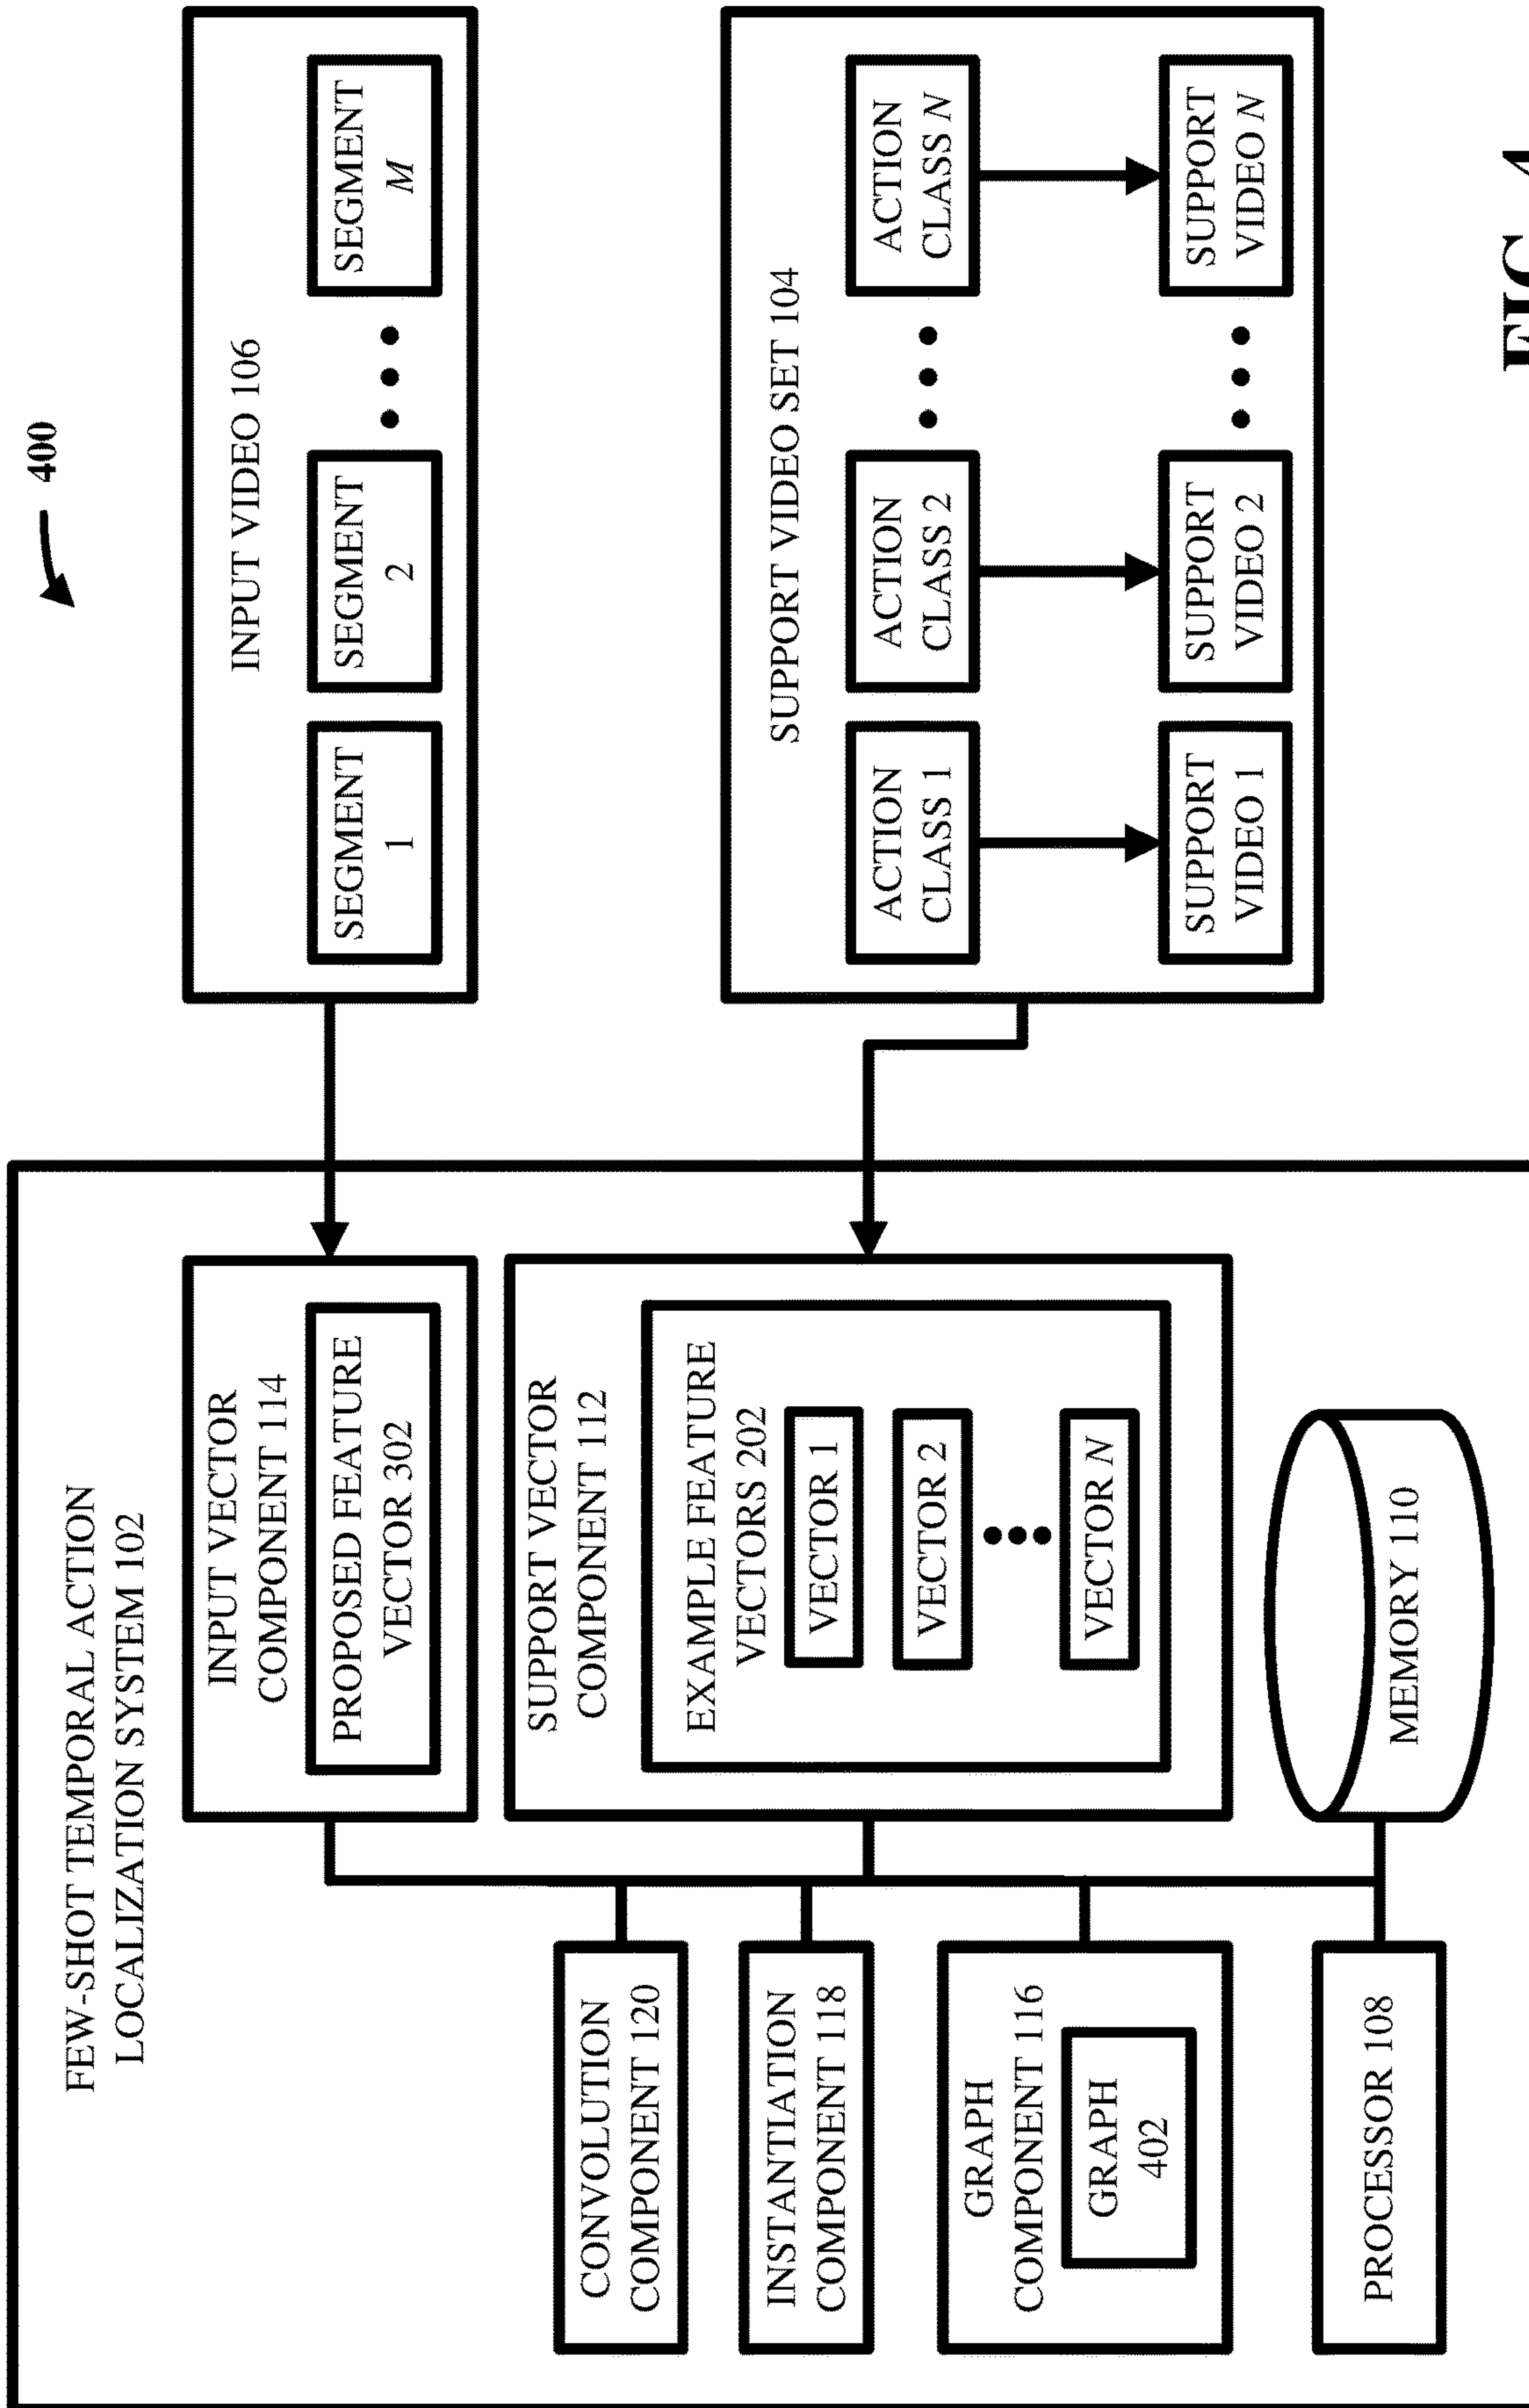 400
FEW-SHOT TEMPORAL ACTION
LOCALIZATION SYSTEM 102
CONVOLUTION
COMPONENT 120
INSTANTIATION
COMPONENT 118
GRAPH
COMPONENT 116
GRAPH
402
PROCESSOR 108
INPUT VECTOR
COMPONENT 114
PROPOSED FEATURE
VECTOR 302
SUPPORT VECTOR
COMPONENT 112
EXAMPLE FEATURE
VECTORS 202
VECTOR 1
VECTOR 2
VECTOR N
MEMORY 110
INPUT VIDEO 106
SEGMENT
1
SEGMENT
2
SEGMENT
M
SUPPORT VIDEO SET 104
ACTION
CLASS 1
ACTION
CLASS 2
ACTION
CLASS N
SUPPORT
VIDEO 1
SUPPORT
VIDEO 2
SUPPORT
VIDEO N
FIG. 4